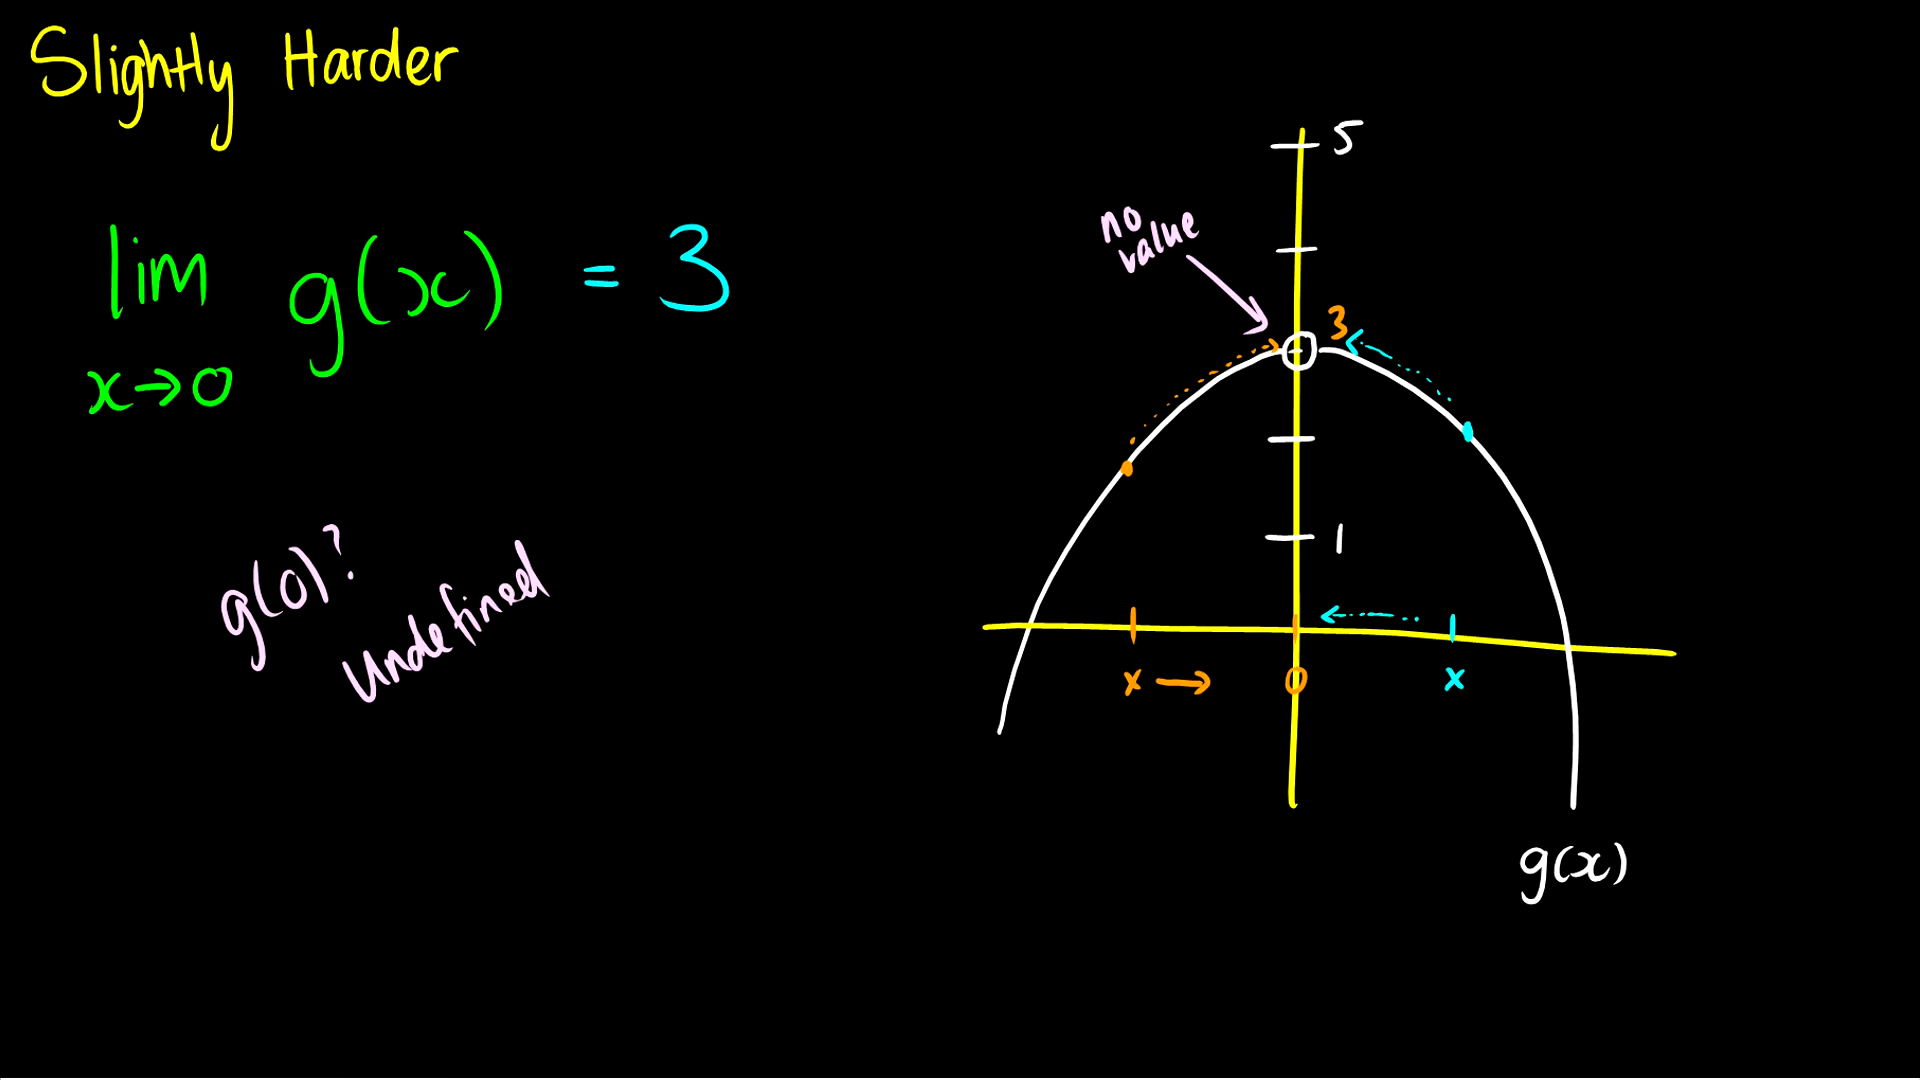 Slightly Harder
lim g(x) = 3
x→0
g(0)?
undefined
5
no
value
3
1
x → 0 x
g(x)